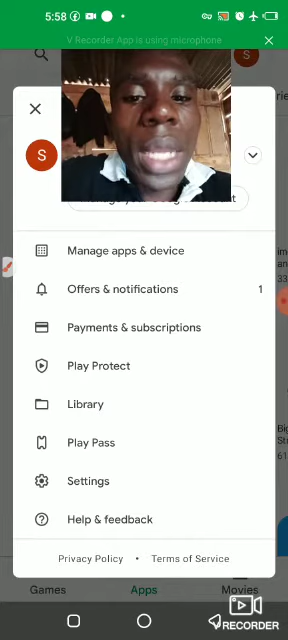 5:58
V Recorder App is using microphone
S
S
Manage apps & device
Offers & notifications 1
Payments & subscriptions
Play Protect
Library
Play Pass
Settings
Help & feedback
Privacy Policy • Terms of Service
Games Apps Movies
VRECORDER